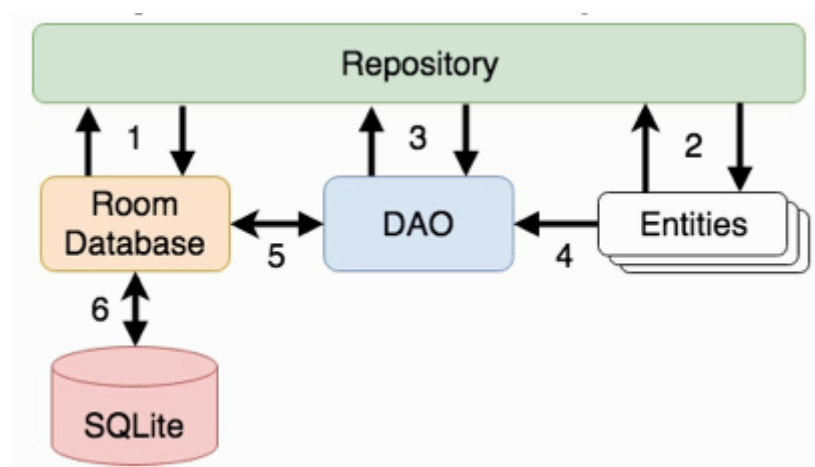 Repository
1
3
2
Room
Database
DAO
Entities
5
4
6
SQLite